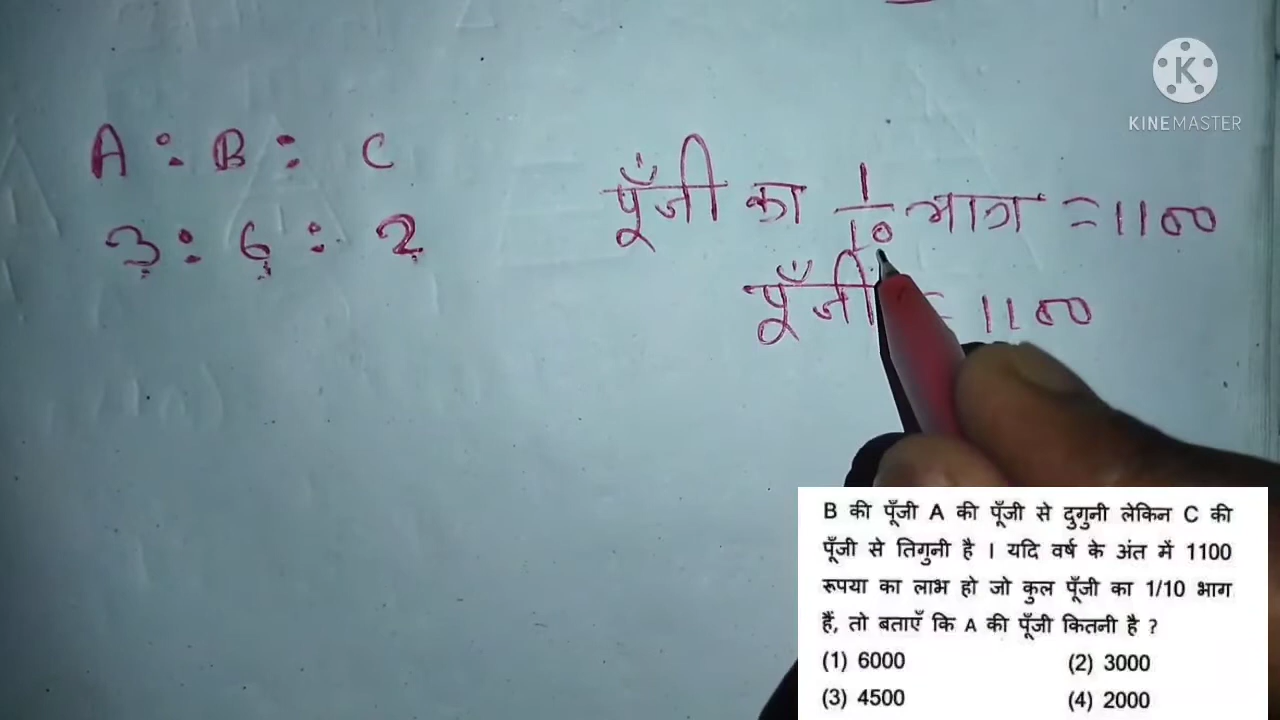 A : B : C
3 : 6 : 2
पूँजी का 1/10 भाग = 1100
पूँजी = 1100
KINEMASTER
B की पूँजी A की पूँजी से दुगुनी लेकिन C की
पूँजी से तिगुनी है । यदि वर्ष के अंत में 1100
रूपया का लाभ हो जो कुल पूँजी का 1/10 भाग
हैं, तो बताएँ कि A की पूँजी कितनी है ?
(1) 6000 (2) 3000
(3) 4500 (4) 2000